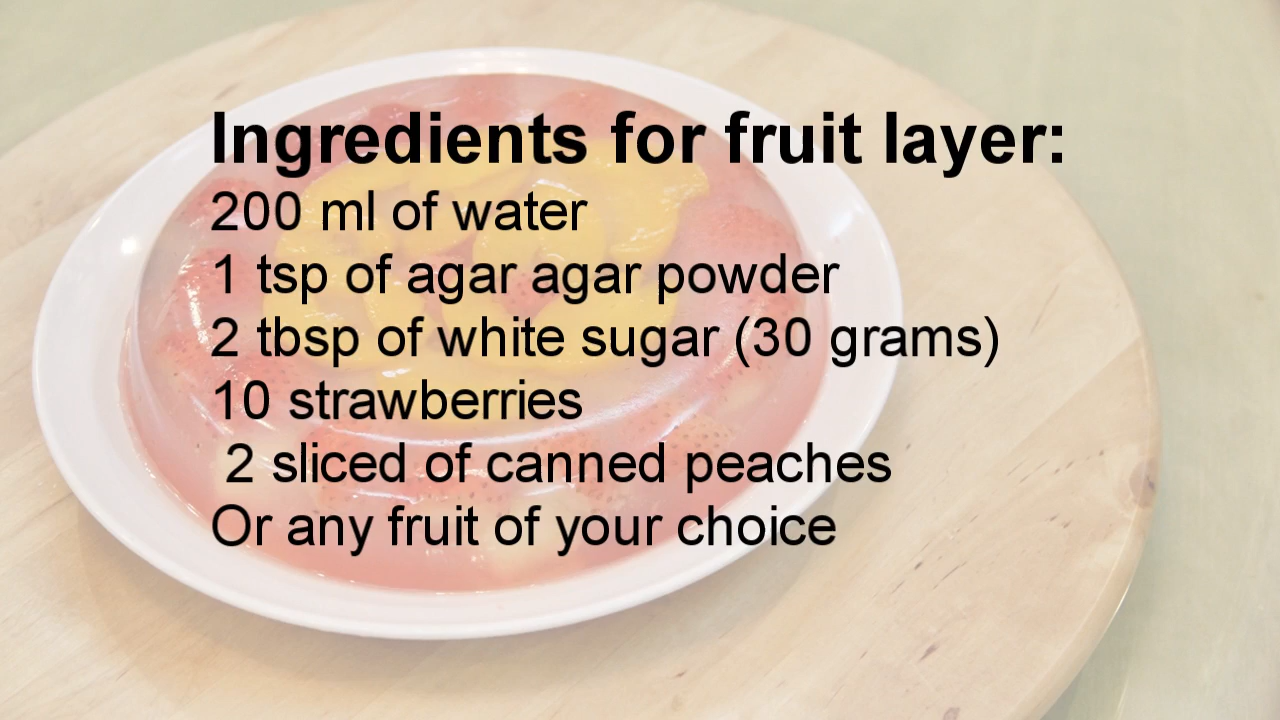 Ingredients for fruit layer:
200 ml of water
1 tsp of agar agar powder
2 tbsp of white sugar (30 grams)
10 strawberries
2 sliced of canned peaches
Or any fruit of your choice